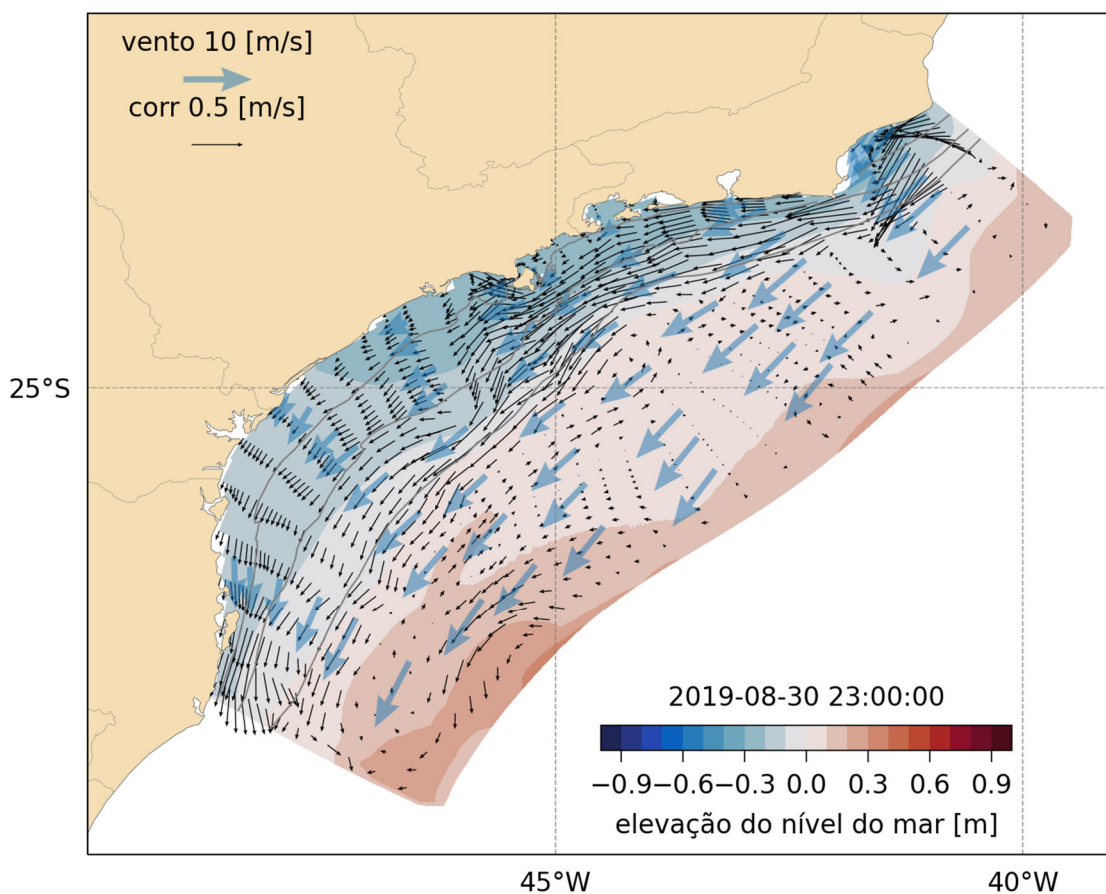 vento 10 [m/s]
corr 0.5 [m/s]
25°S
2019-08-30 23:00:00
−0.9 −0.6 −0.3 0.0 0.3 0.6 0.9
elevação do nível do mar [m]
45°W 40°W